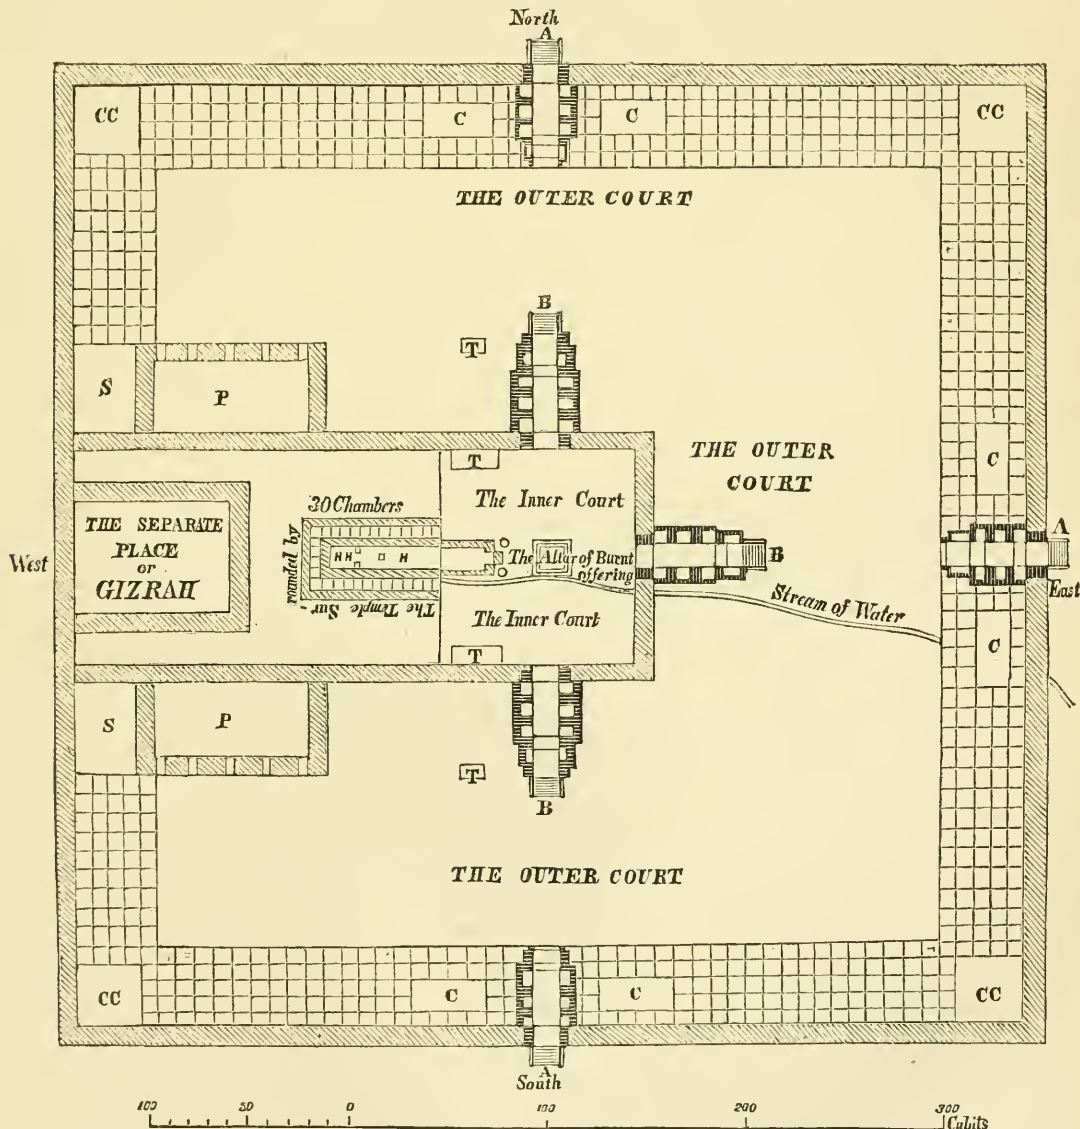 North
A
CC
C
C
CC
THE OUTER COURT
B
T
S
P
THE OUTER
COURT
C
T
30 Chambers
The Inner Court
THE SEPARATE
PLACE
or
GIZRAH
West
rounded by
HH
H
The Altar of Burnt
offering
B
A
East
The Temple Sur-
Stream of Water
The Inner Court
C
T
S
P
T
B
THE OUTER COURT
CC
C
C
CC
A
South
100 50 0 100 200 300
Cubits